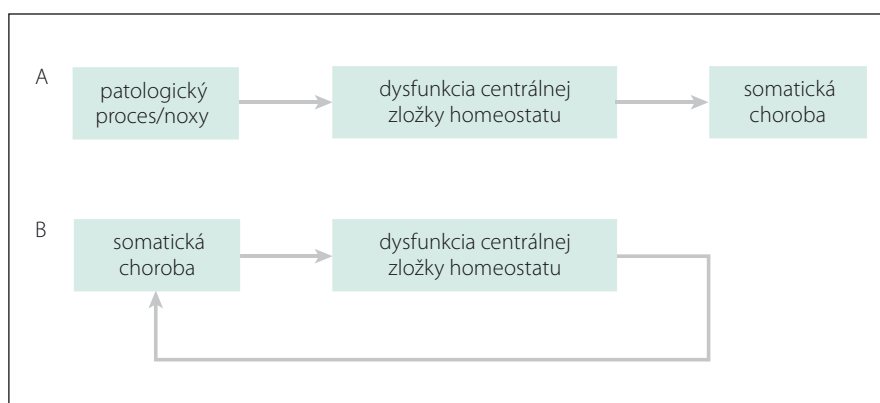 A
patologický
proces/noxy
dysfunkcia centrálnej
zložky homeostatu
somatická
choroba
B
somatická
choroba
dysfunkcia centrálnej
zložky homeostatu